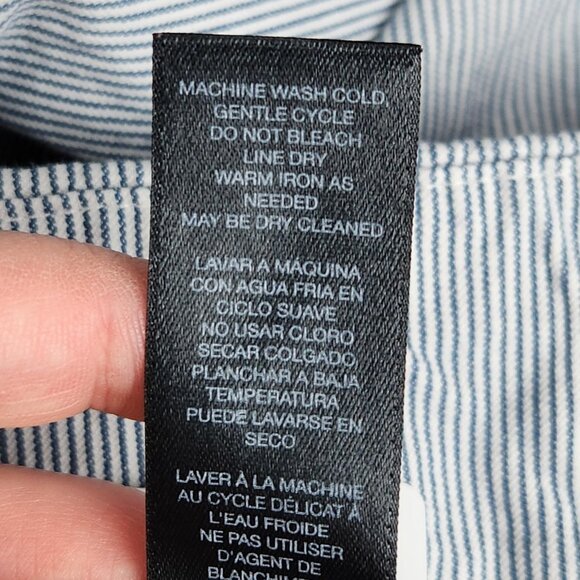 MACHINE WASH COLD,
GENTLE CYCLE
DO NOT BLEACH
LINE DRY
WARM IRON AS
NEEDED
MAY BE DRY CLEANED
LAVAR A MÁQUINA
CON AGUA FRIA EN
CICLO SUAVE
NO USAR CLORO
SECAR COLGADO
PLANCHAR A BAJA
TEMPERATURA
PUEDE LAVARSE EN
SECO
LAVER À LA MACHINE
AU CYCLE DÉLICAT À
L'EAU FROIDE
NE PAS UTILISER
D'AGENT DE